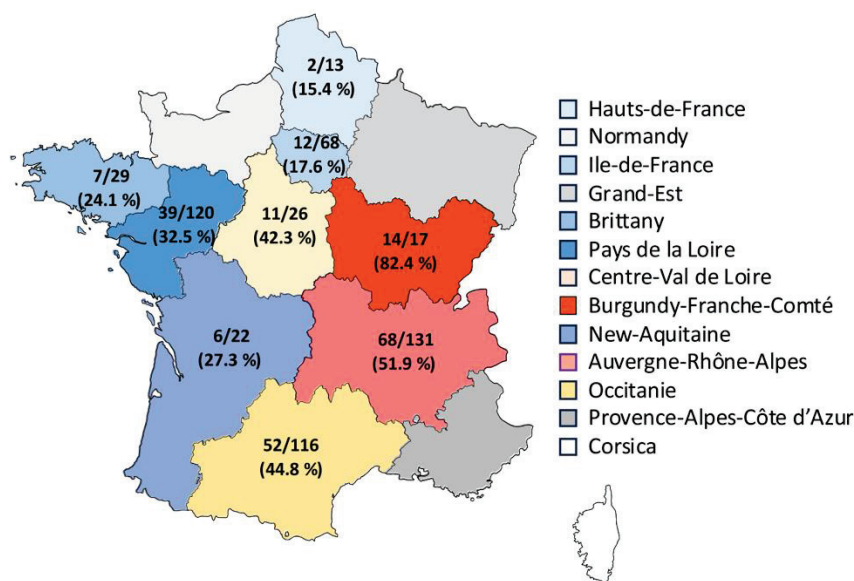 2/13
(15.4 %)
12/68
(17.6 %)
7/29
(24.1 %)
39/120
(32.5 %)
11/26
(42.3 %)
14/17
(82.4 %)
6/22
(27.3 %)
68/131
(51.9 %)
52/116
(44.8 %)
Hauts-de-France
Normandy
Ile-de-France
Grand-Est
Brittany
Pays de la Loire
Centre-Val de Loire
Burgundy-Franche-Comté
New-Aquitaine
Auvergne-Rhône-Alpes
Occitanie
Provence-Alpes-Côte d’Azur
Corsica